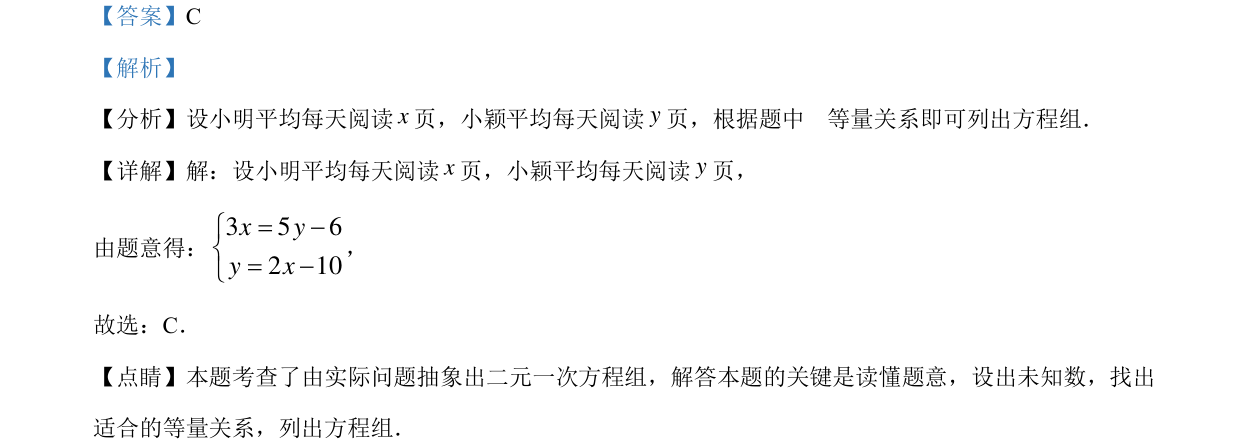 【答案】C
【解析】
【分析】设小明平均每天阅读 x 页，小颖平均每天阅读 y 页，根据题中 等量关系即可列出方程组．
【详解】解：设小明平均每天阅读 x 页，小颖平均每天阅读 y 页，
由题意得：{3x=5y−6
y=2x−10，
故选：C．
【点睛】本题考查了由实际问题抽象出二元一次方程组，解答本题的关键是读懂题意，设出未知数，找出
适合的等量关系，列出方程组．